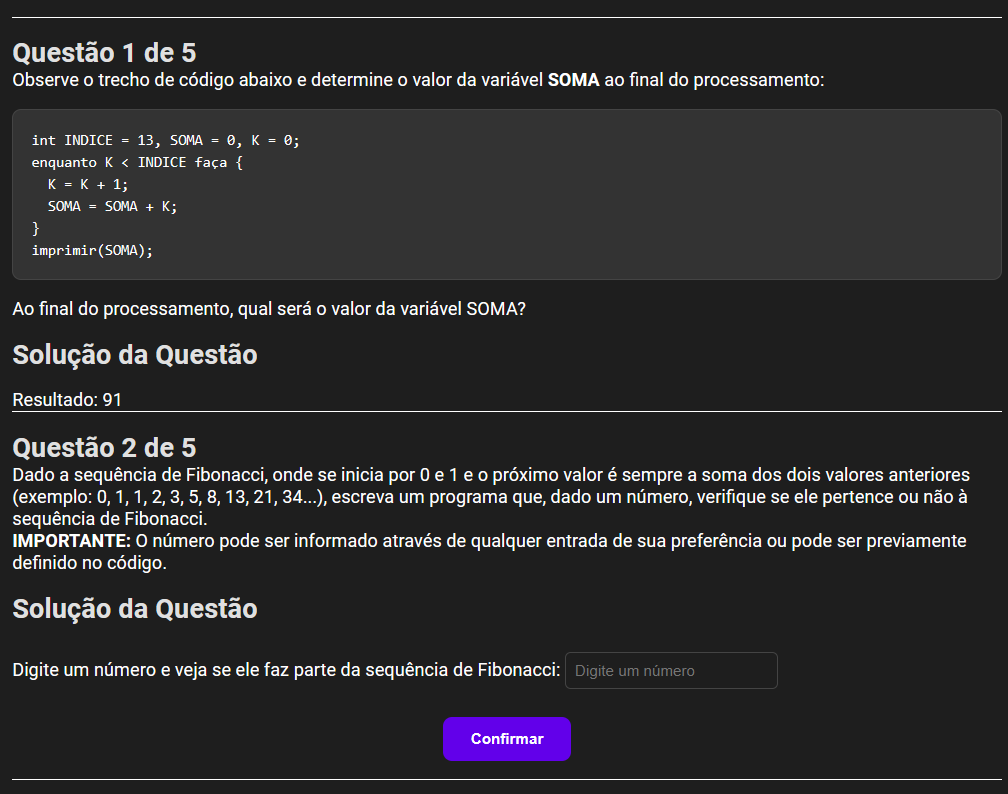 Questão 1 de 5
Observe o trecho de código abaixo e determine o valor da variável SOMA ao final do processamento:
int INDICE = 13, SOMA = 0, K = 0;
enquanto K < INDICE faça {
K = K + 1;
SOMA = SOMA + K;
}
imprimir(SOMA);
Ao final do processamento, qual será o valor da variável SOMA?
Solução da Questão
Resultado: 91
Questão 2 de 5
Dado a sequência de Fibonacci, onde se inicia por 0 e 1 e o próximo valor é sempre a soma dos dois valores anteriores
(exemplo: 0, 1, 1, 2, 3, 5, 8, 13, 21, 34...), escreva um programa que, dado um número, verifique se ele pertence ou não à
sequência de Fibonacci.
IMPORTANTE: O número pode ser informado através de qualquer entrada de sua preferência ou pode ser previamente
definido no código.
Solução da Questão
Digite um número e veja se ele faz parte da sequência de Fibonacci: Digite um número
Confirmar